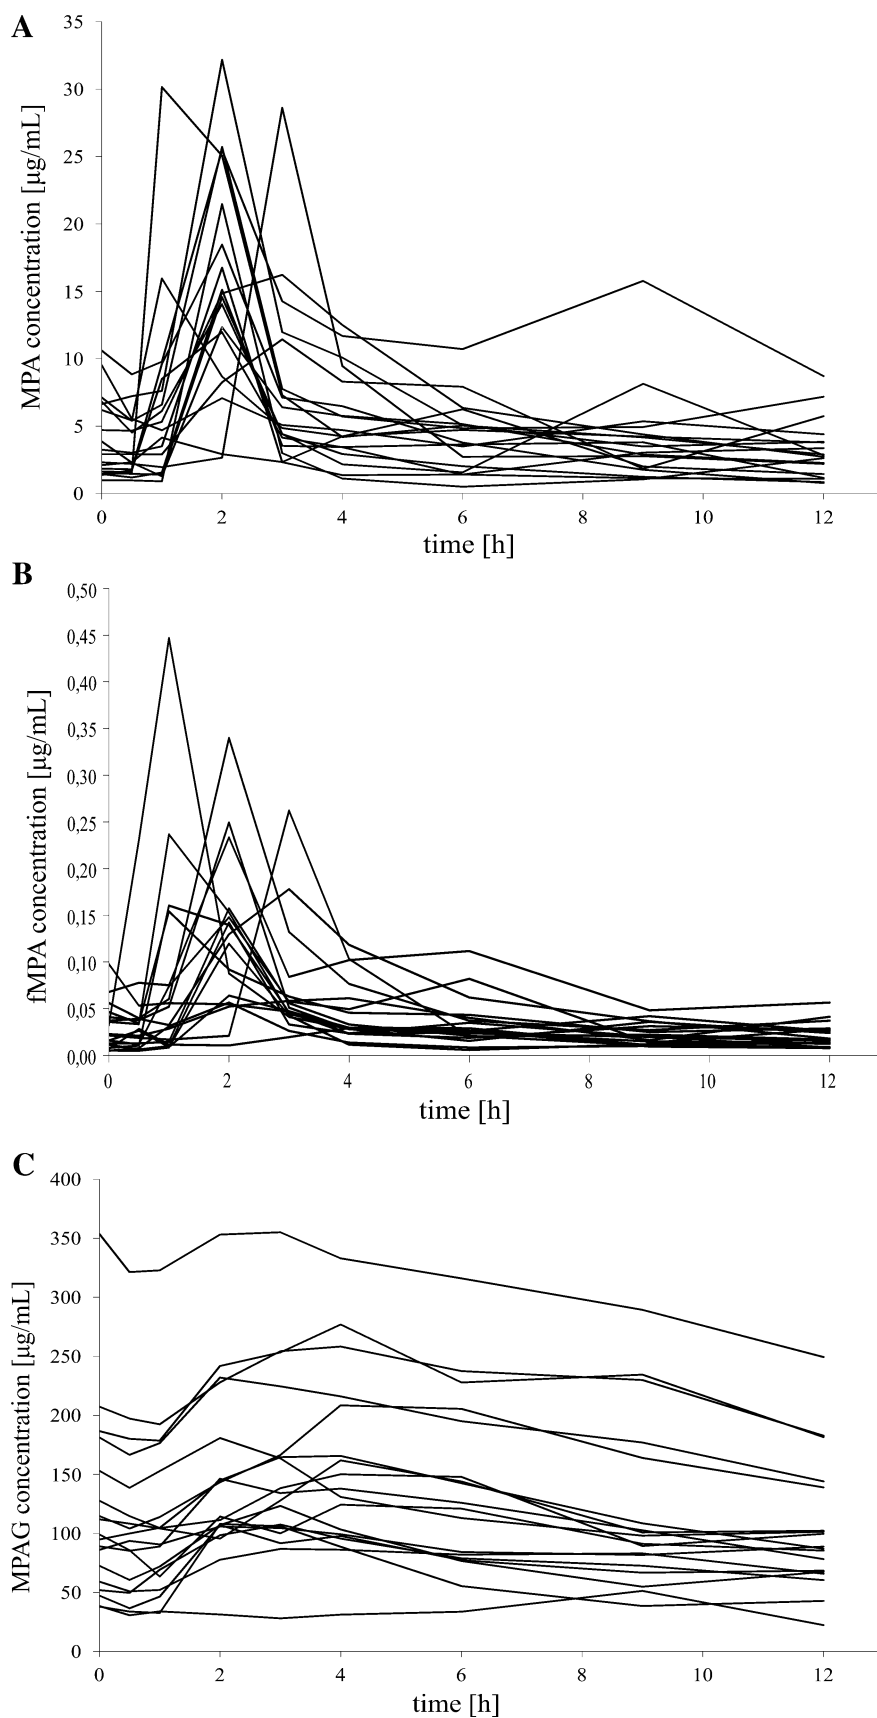 A
35
30
25
20
15
10
5
0
MPA concentration [µg/mL]
0 2 4 6 8 10 12
time [h]
B
0,50
0,45
0,40
0,35
0,30
0,25
0,20
0,15
0,10
0,05
0,00
fMPA concentration [µg/mL]
0 2 4 6 8 10 12
time [h]
C
400
350
300
250
200
150
100
50
0
MPAG concentration [µg/mL]
0 2 4 6 8 10 12
time [h]